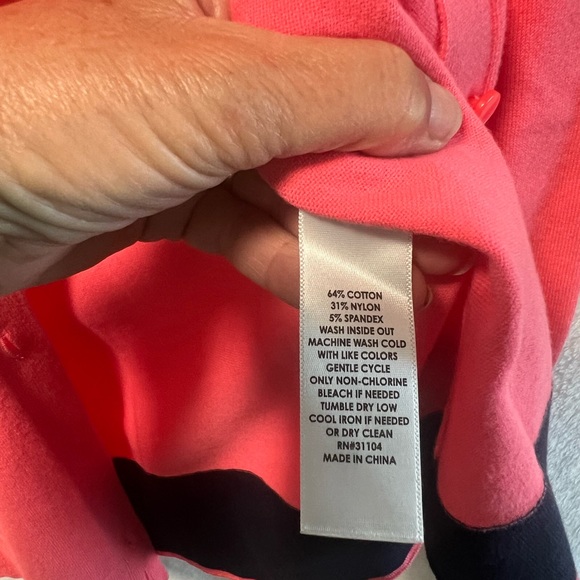 64% COTTON
31% NYLON
5% SPANDEX
WASH INSIDE OUT
MACHINE WASH COLD
WITH LIKE COLORS
GENTLE CYCLE
ONLY NON-CHLORINE
BLEACH IF NEEDED
TUMBLE DRY LOW
COOL IRON IF NEEDED
OR DRY CLEAN
RN#31104
MADE IN CHINA